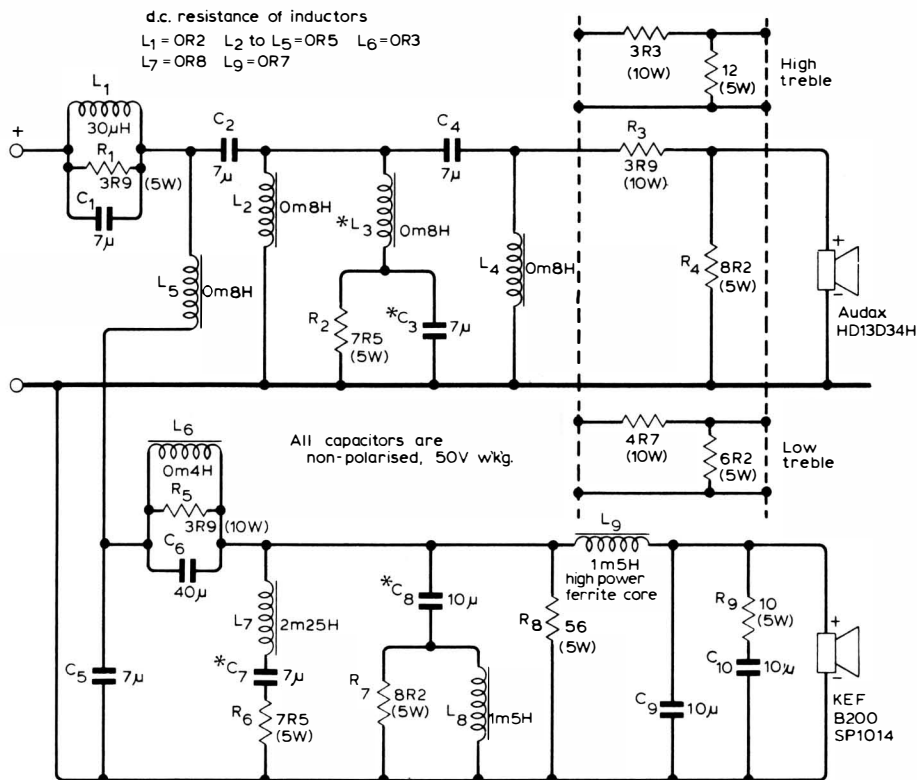 d.c. resistance of inductors
L1 = 0R2 L2 to L5 = 0R5 L6 = 0R3
L7 = 0R8 L9 = 0R7
L1
30μH
R1
3R9
(5W)
C1
7μ
+
C2
7μ
L2
0m8H
*L3
0m8H
R2
7R5
(5W)
*C3
7μ
C4
7μ
L4
0m8H
L5
0m8H
3R3
(10W)
12
(5W)
High
treble
R3
3R9
(10W)
R4
8R2
(5W)
+
−
Audax
HD13D34H
All capacitors are
non-polarised, 50V wkg.
4R7
(10W)
6R2
(5W)
Low
treble
L6
0m4H
R5
3R9
(10W)
C6
40μ
L9
1m5H
high power
ferrite core
C5
7μ
L7
2m25H
*C7
7μ
R6
7R5
(5W)
*C8
10μ
R7
8R2
(5W)
L8
1m5H
R8
56
(5W)
C9
10μ
R9
10
(5W)
C10
10μ
+
−
KEF
B200
SP1014